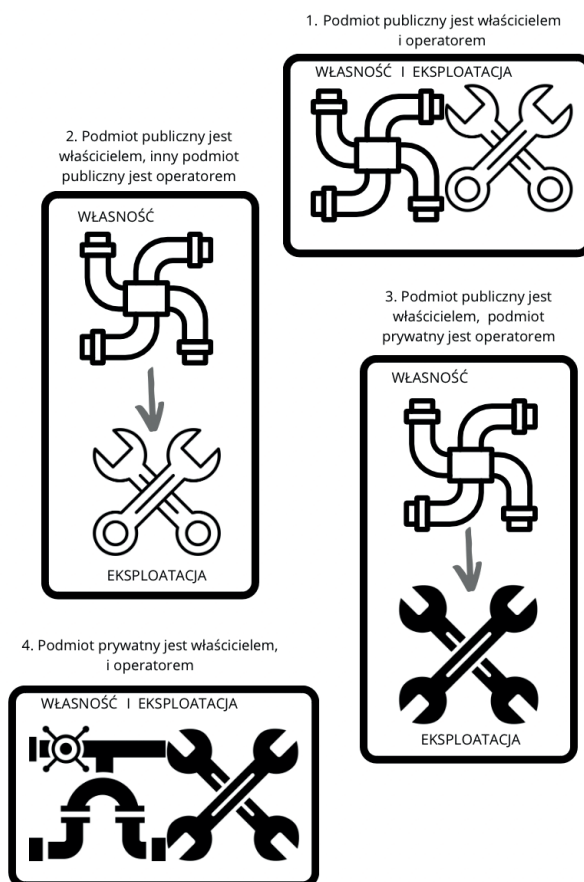 1. Podmiot publiczny jest właścicielem
i operatorem
WŁASNOŚĆ I EKSPLOATACJA
2. Podmiot publiczny jest
właścicielem, inny podmiot
publiczny jest operatorem
WŁASNOŚĆ
EKSPLOATACJA
3. Podmiot publiczny jest
właścicielem, podmiot
prywatny jest operatorem
WŁASNOŚĆ
EKSPLOATACJA
4. Podmiot prywatny jest właścicielem,
i operatorem
WŁASNOŚĆ I EKSPLOATACJA